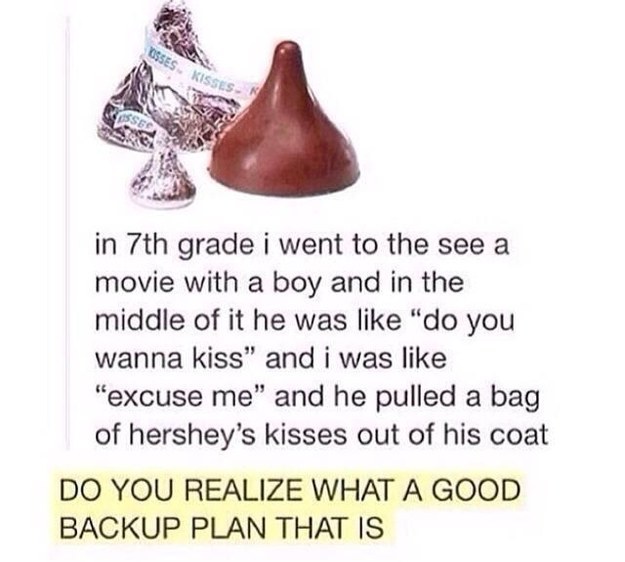 KISSES KISSES
in 7th grade i went to the see a
movie with a boy and in the
middle of it he was like “do you
wanna kiss” and i was like
“excuse me” and he pulled a bag
of hershey’s kisses out of his coat
DO YOU REALIZE WHAT A GOOD
BACKUP PLAN THAT IS